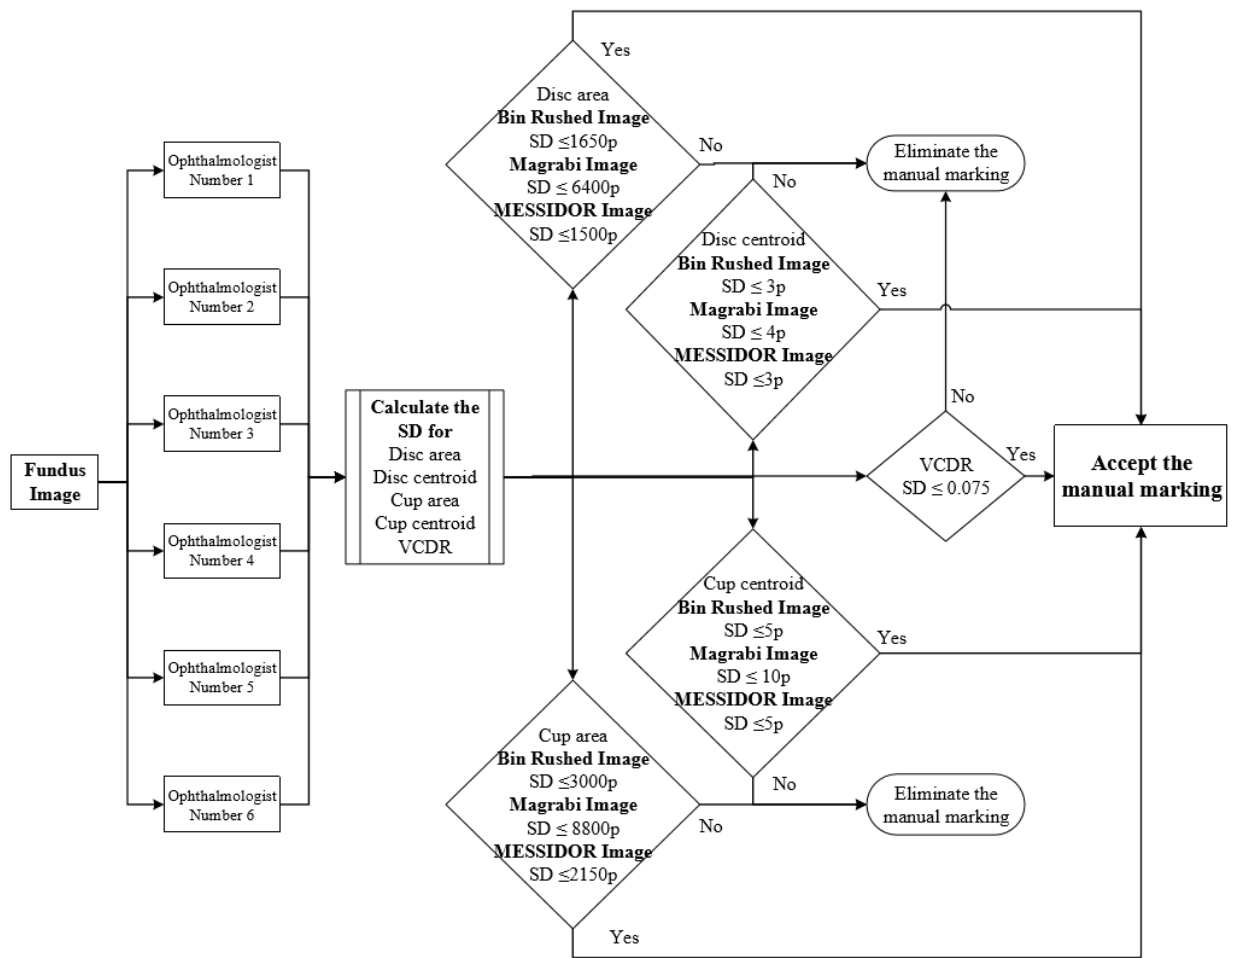 Fundus
Image
Ophthalmologist
Number 1
Ophthalmologist
Number 2
Ophthalmologist
Number 3
Ophthalmologist
Number 4
Ophthalmologist
Number 5
Ophthalmologist
Number 6
Calculate the
SD for
Disc area
Disc centroid
Cup area
Cup centroid
VCDR
Yes
Disc area
Bin Rushed Image
SD ≤1650p
Magrabi Image
SD ≤ 6400p
MESSIDOR Image
SD ≤1500p
No
Eliminate the
manual marking
No
Disc centroid
Bin Rushed Image
SD ≤ 3p
Magrabi Image
SD ≤ 4p
MESSIDOR Image
SD ≤3p
Yes
No
VCDR
SD ≤ 0.075
Yes
Accept the
manual marking
Cup centroid
Bin Rushed Image
SD ≤5p
Magrabi Image
SD ≤ 10p
MESSIDOR Image
SD ≤5p
Yes
No
Cup area
Bin Rushed Image
SD ≤3000p
Magrabi Image
SD ≤ 8800p
MESSIDOR Image
SD ≤2150p
No
Eliminate the
manual marking
Yes